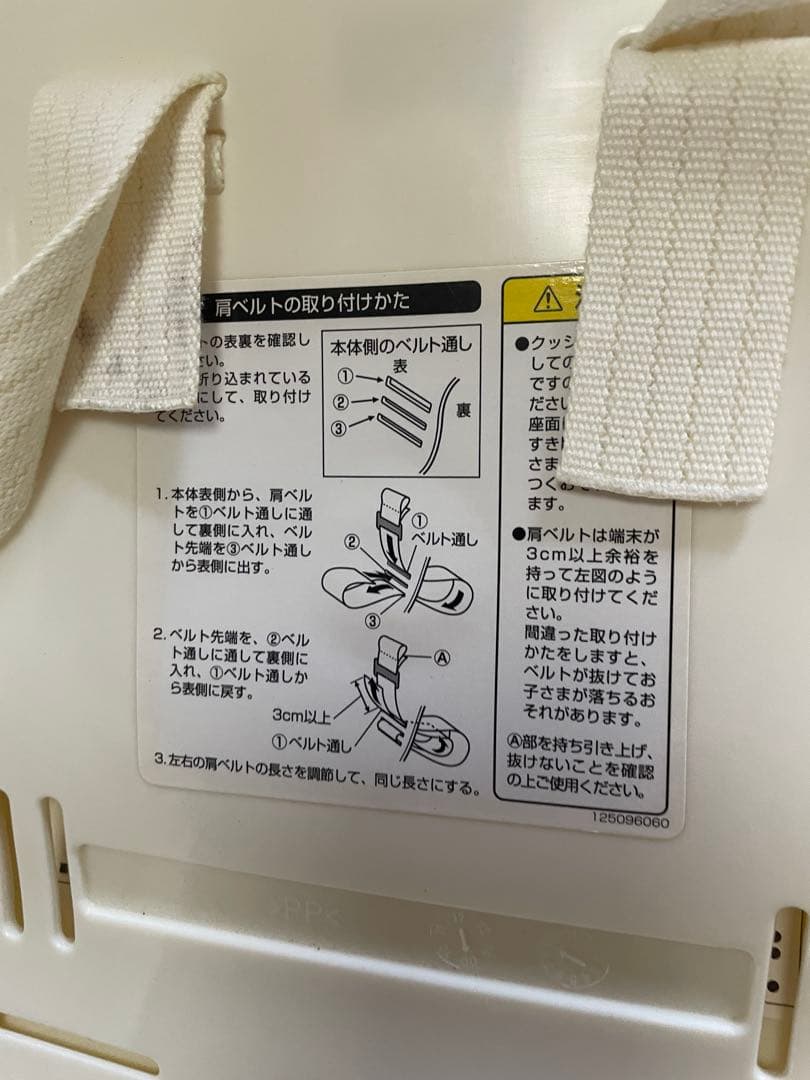 肩ベルトの取り付けかた
トの表裏を確認し
さい。
折り込まれている
にして、取り付け
てください。
本体側のベルト通し
表
①
②
③
裏
1.本体表側から、肩ベル
トを①ベルト通しに通
して裏側に入れ、ベル
ト先端を③ベルト通し
から表側に出す。
①
ベルト通し
②
③
2.ベルト先端を、②ベル
ト通しに通して裏側に
入れ、①ベルト通しか
ら表側に戻す。
Ⓐ
3cm以上
①ベルト通し
3.左右の肩ベルトの長さを調節して、同じ長さにする。
●クッシ
しての
ですの
ださい
座面
すき
さま
つくお
ます。
●肩ベルトは端末が
3cm以上余裕を
持って左図のよう
に取り付けてくだ
さい。
間違った取り付け
かたをしますと、
ベルトが抜けてお
子さまが落ちるお
それがあります。
Ⓐ部を持ち引き上げ、
抜けないことを確認
の上ご使用ください。
125096060
>PP<